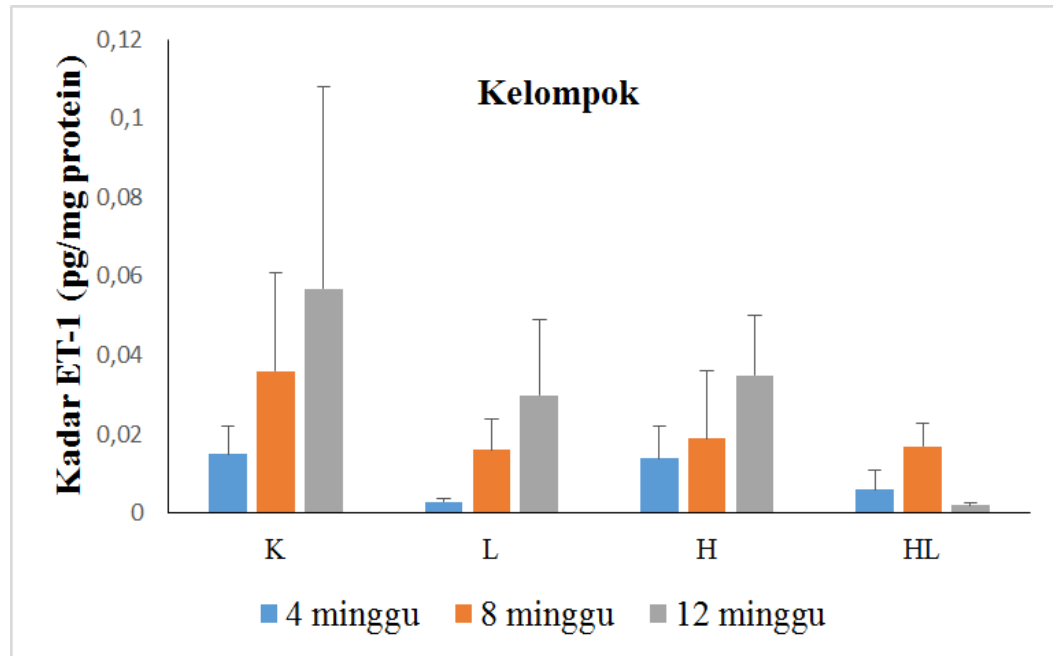 Kelompok
Kadar ET-1 (pg/mg protein)
0,12
0,1
0,08
0,06
0,04
0,02
0
K L H HL
4 minggu 8 minggu 12 minggu